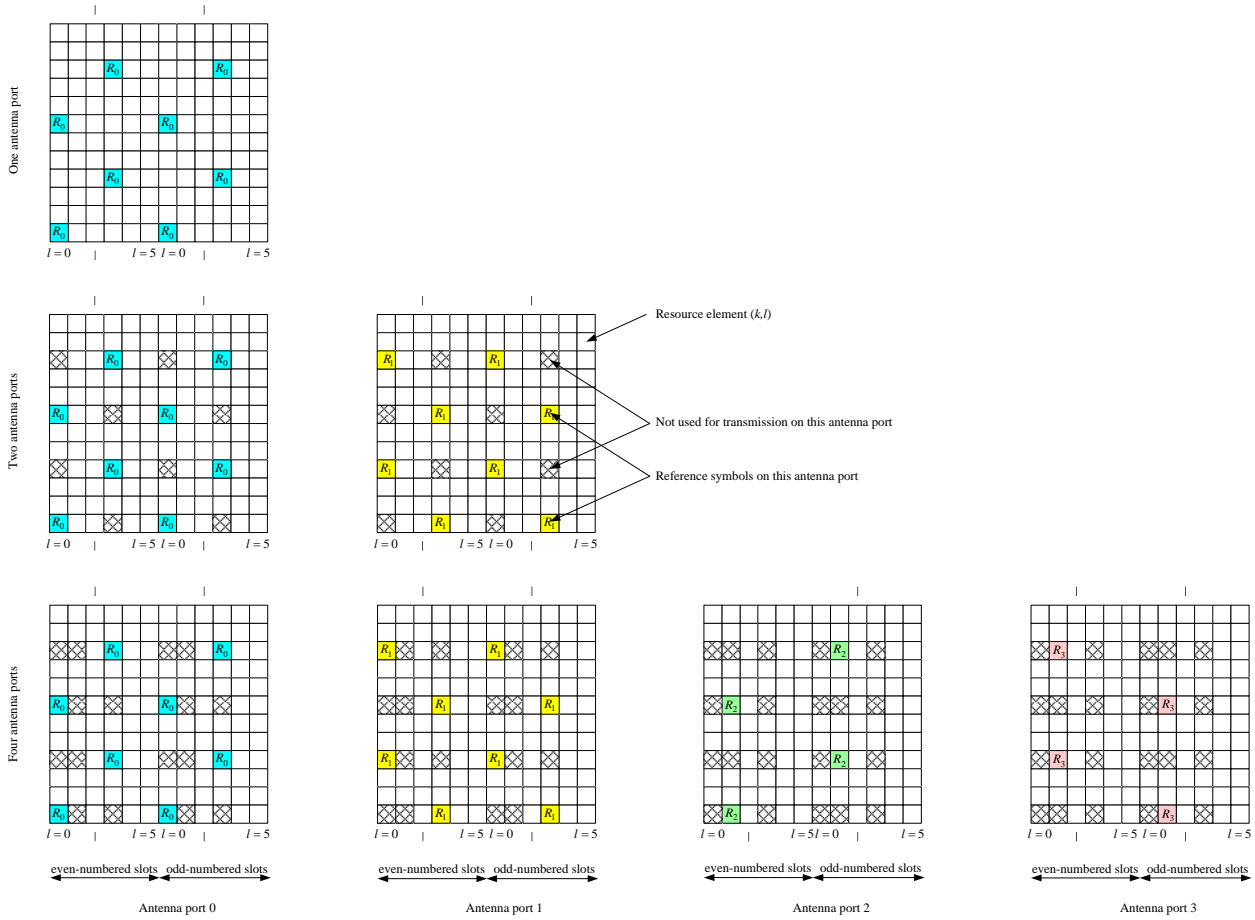 One antenna port
R0 R0
R0 R0
R0 R0
R0 R0
l = 0 l = 5 l = 0 l = 5
Two antenna ports
R0 R0
R0 R0
R0 R0
R0 R0
l = 0 l = 5 l = 0 l = 5
R1 R1
R1 R1
R1 R1
R1 R1
l = 0 l = 5 l = 0 l = 5
Resource element (k,l)
Not used for transmission on this antenna port
Reference symbols on this antenna port
Four antenna ports
R0 R0
R0 R0
R0 R0
R0 R0
l = 0 l = 5 l = 0 l = 5
even-numbered slots odd-numbered slots
Antenna port 0
R1 R1
R1 R1
R1 R1
R1 R1
l = 0 l = 5 l = 0 l = 5
even-numbered slots odd-numbered slots
Antenna port 1
R2
R2
R2
R2
l = 0 l = 5 l = 0 l = 5
even-numbered slots odd-numbered slots
Antenna port 2
R3
R3
R3
R3
l = 0 l = 5 l = 0 l = 5
even-numbered slots odd-numbered slots
Antenna port 3